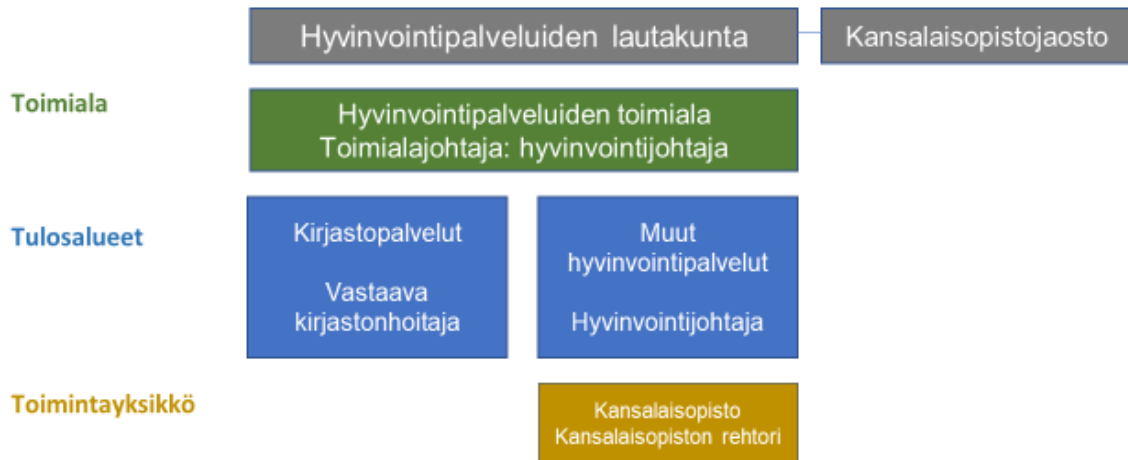 Hyvinvointipalveluiden lautakunta
Kansalaisopistojaosto
Toimiala
Hyvinvointipalveluiden toimiala
Toimialajohtaja: hyvinvointijohtaja
Tulosalueet
Kirjastopalvelut
Vastaava
kirjastonhoitaja
Muut
hyvinvointipalvelut
Hyvinvointijohtaja
Toimintayksikkö
Kansalaisopisto
Kansalaisopiston rehtori